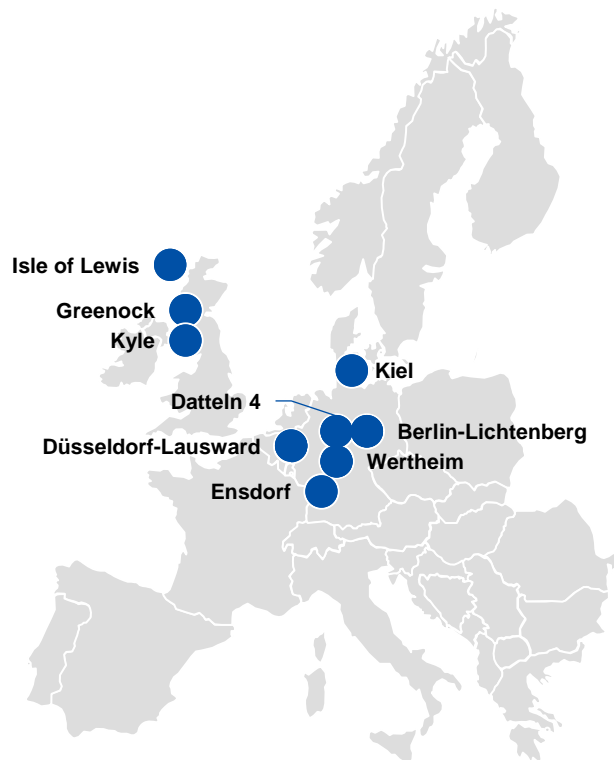 Isle of Lewis
Greenock
Kyle
Kiel
Datteln 4
Berlin-Lichtenberg
Düsseldorf-Lausward
Wertheim
Ensdorf